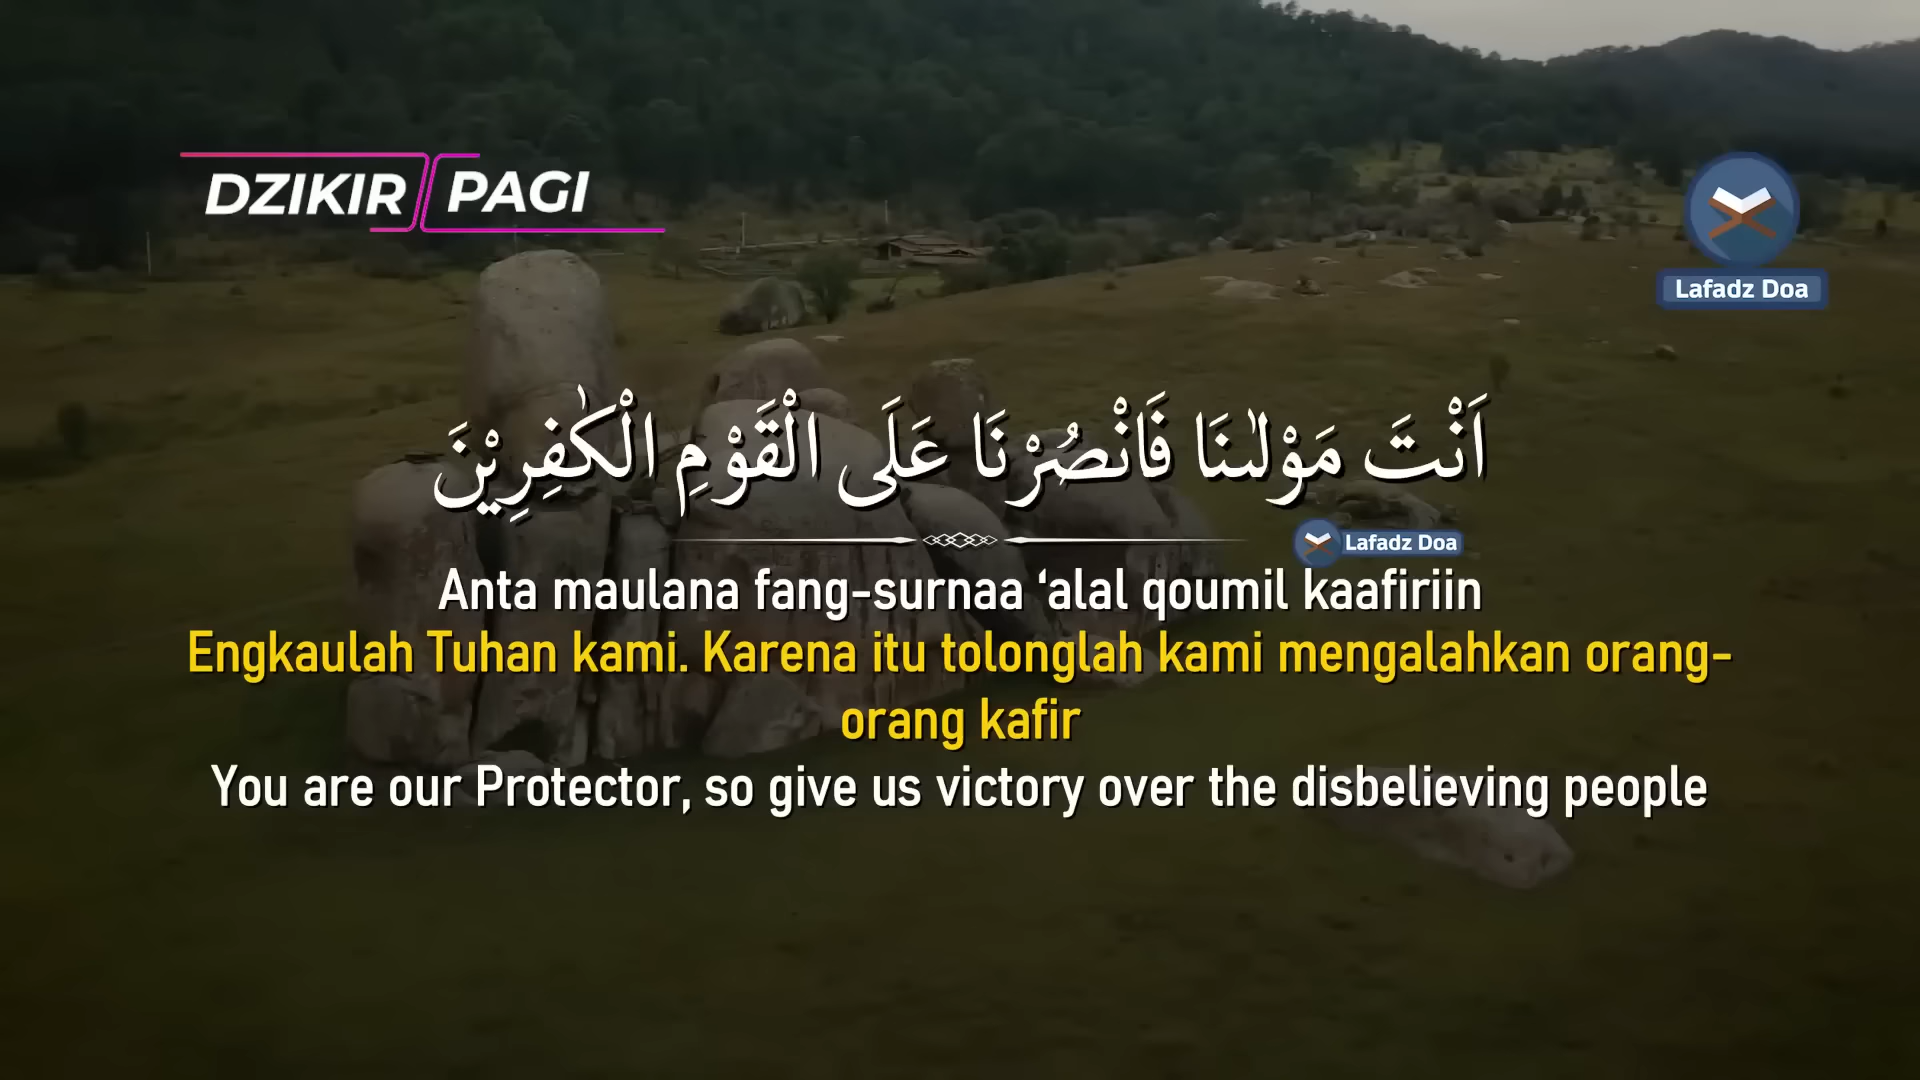 DZIKIR PAGI
Lafadz Doa
اَنْتَ مَوْلٰىنَا فَانْصُرْنَا عَلَى الْقَوْمِ الْكٰفِرِيْنَ
Lafadz Doa
Anta maulana fang-surnaa ‘alal qoumil kaafiriin
Engkaulah Tuhan kami. Karena itu tolonglah kami mengalahkan orang-
orang kafir
You are our Protector, so give us victory over the disbelieving people